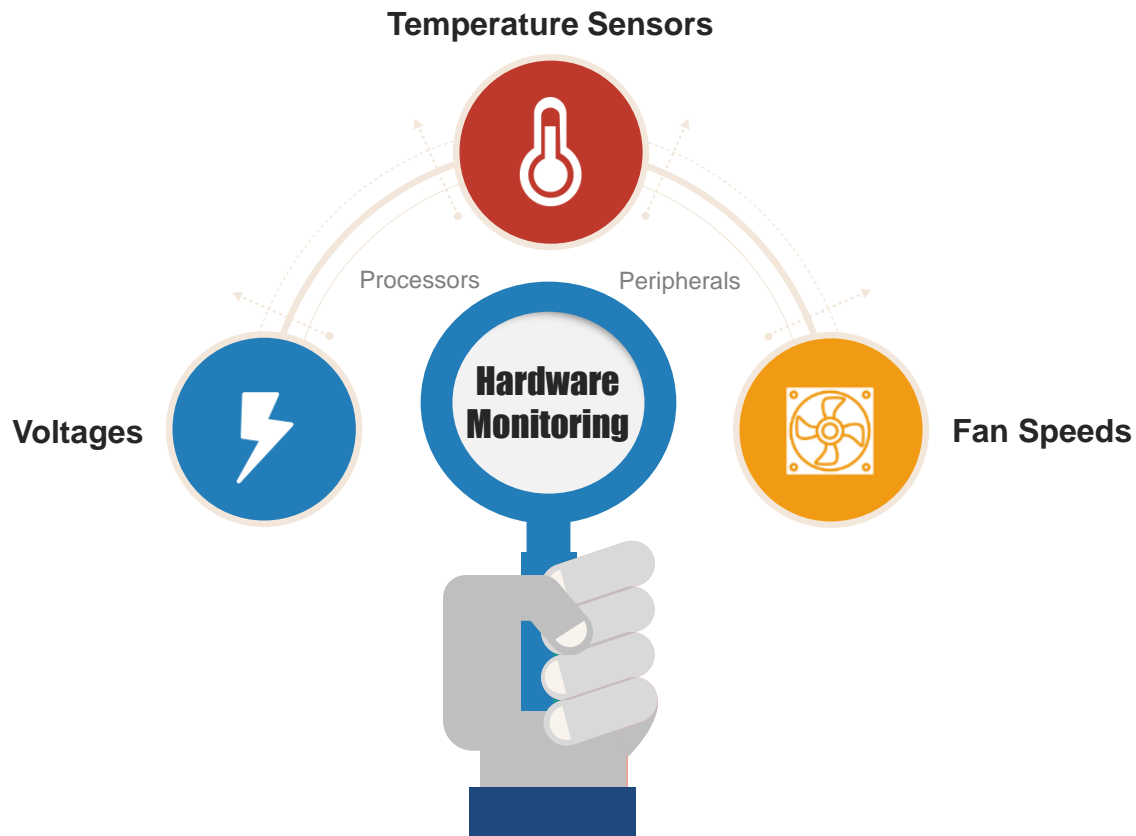 Temperature Sensors
Processors
Peripherals
Hardware
Monitoring
Voltages
Fan Speeds